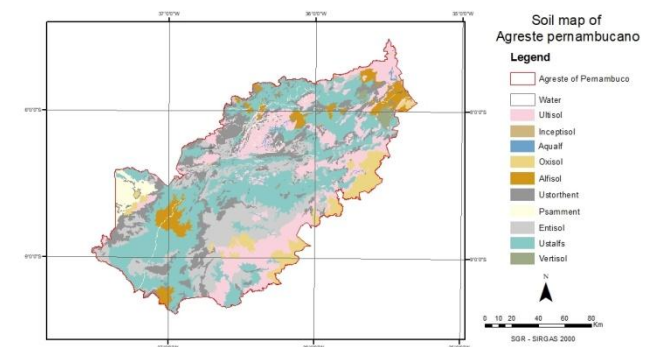 Soil map of
Agreste pernambucano
Legend
Agreste of Pernambuco
Water
Ultisol
Inceptisol
Aqualf
Oxisol
Alfisol
Ustorthent
Psamment
Entisol
Ustalfs
Vertisol
N
0 10 20 40 60 80
Km
SGR - SIRGAS 2000